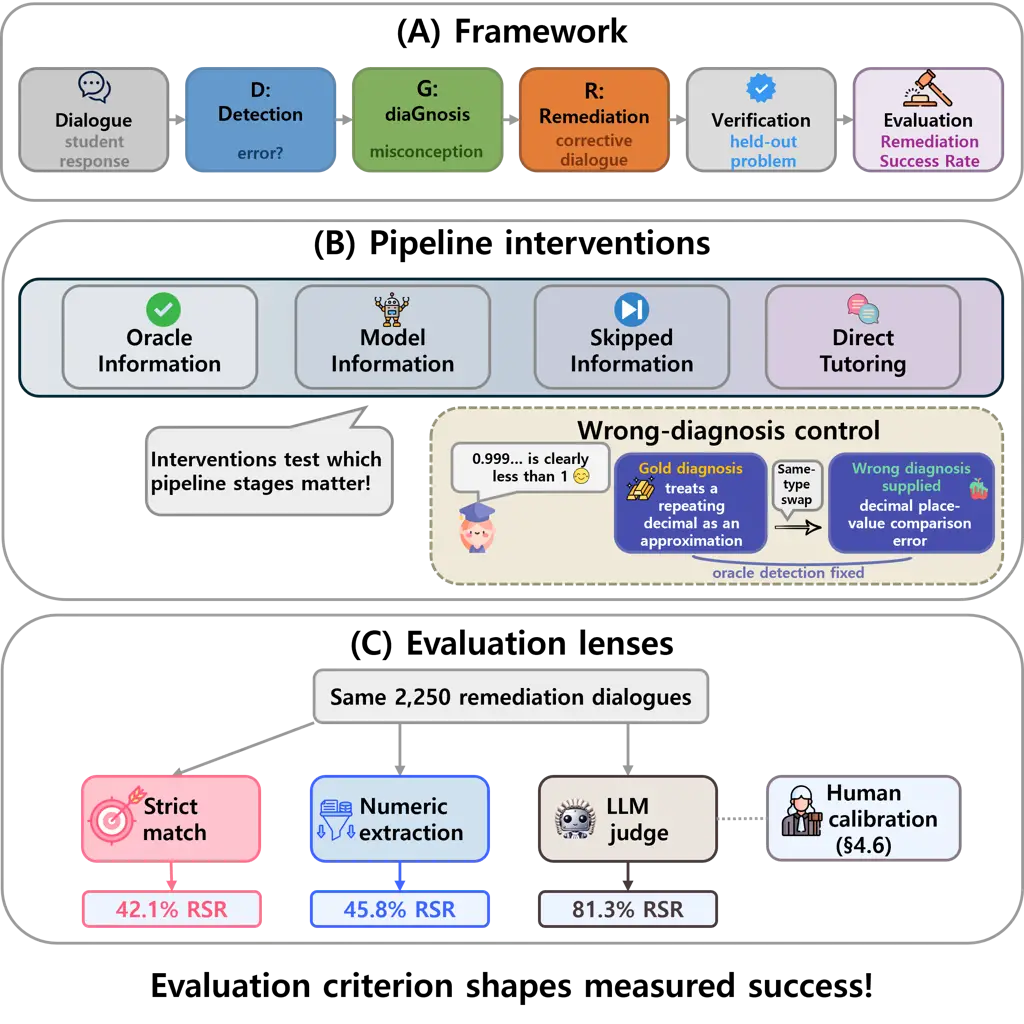 (A) Framework
Dialogue
student
response
D:
Detection
error?
G:
diaGnosis
misconception
R:
Remediation
corrective
dialogue
Verification
held-out
problem
Evaluation
Remediation
Success Rate
(B) Pipeline interventions
Oracle
Information
Model
Information
Skipped
Information
Direct
Tutoring
Interventions test which
pipeline stages matter!
Wrong-diagnosis control
0.999... is clearly
less than 1
Gold diagnosis
treats a
repeating
decimal as an
approximation
Same-
type
swap
Wrong diagnosis
supplied
decimal place-
value comparison
error
oracle detection fixed
(C) Evaluation lenses
Same 2,250 remediation dialogues
Strict
match
Numeric
extraction
LLM
judge
Human
calibration
(§4.6)
42.1% RSR
45.8% RSR
81.3% RSR
Evaluation criterion shapes measured success!